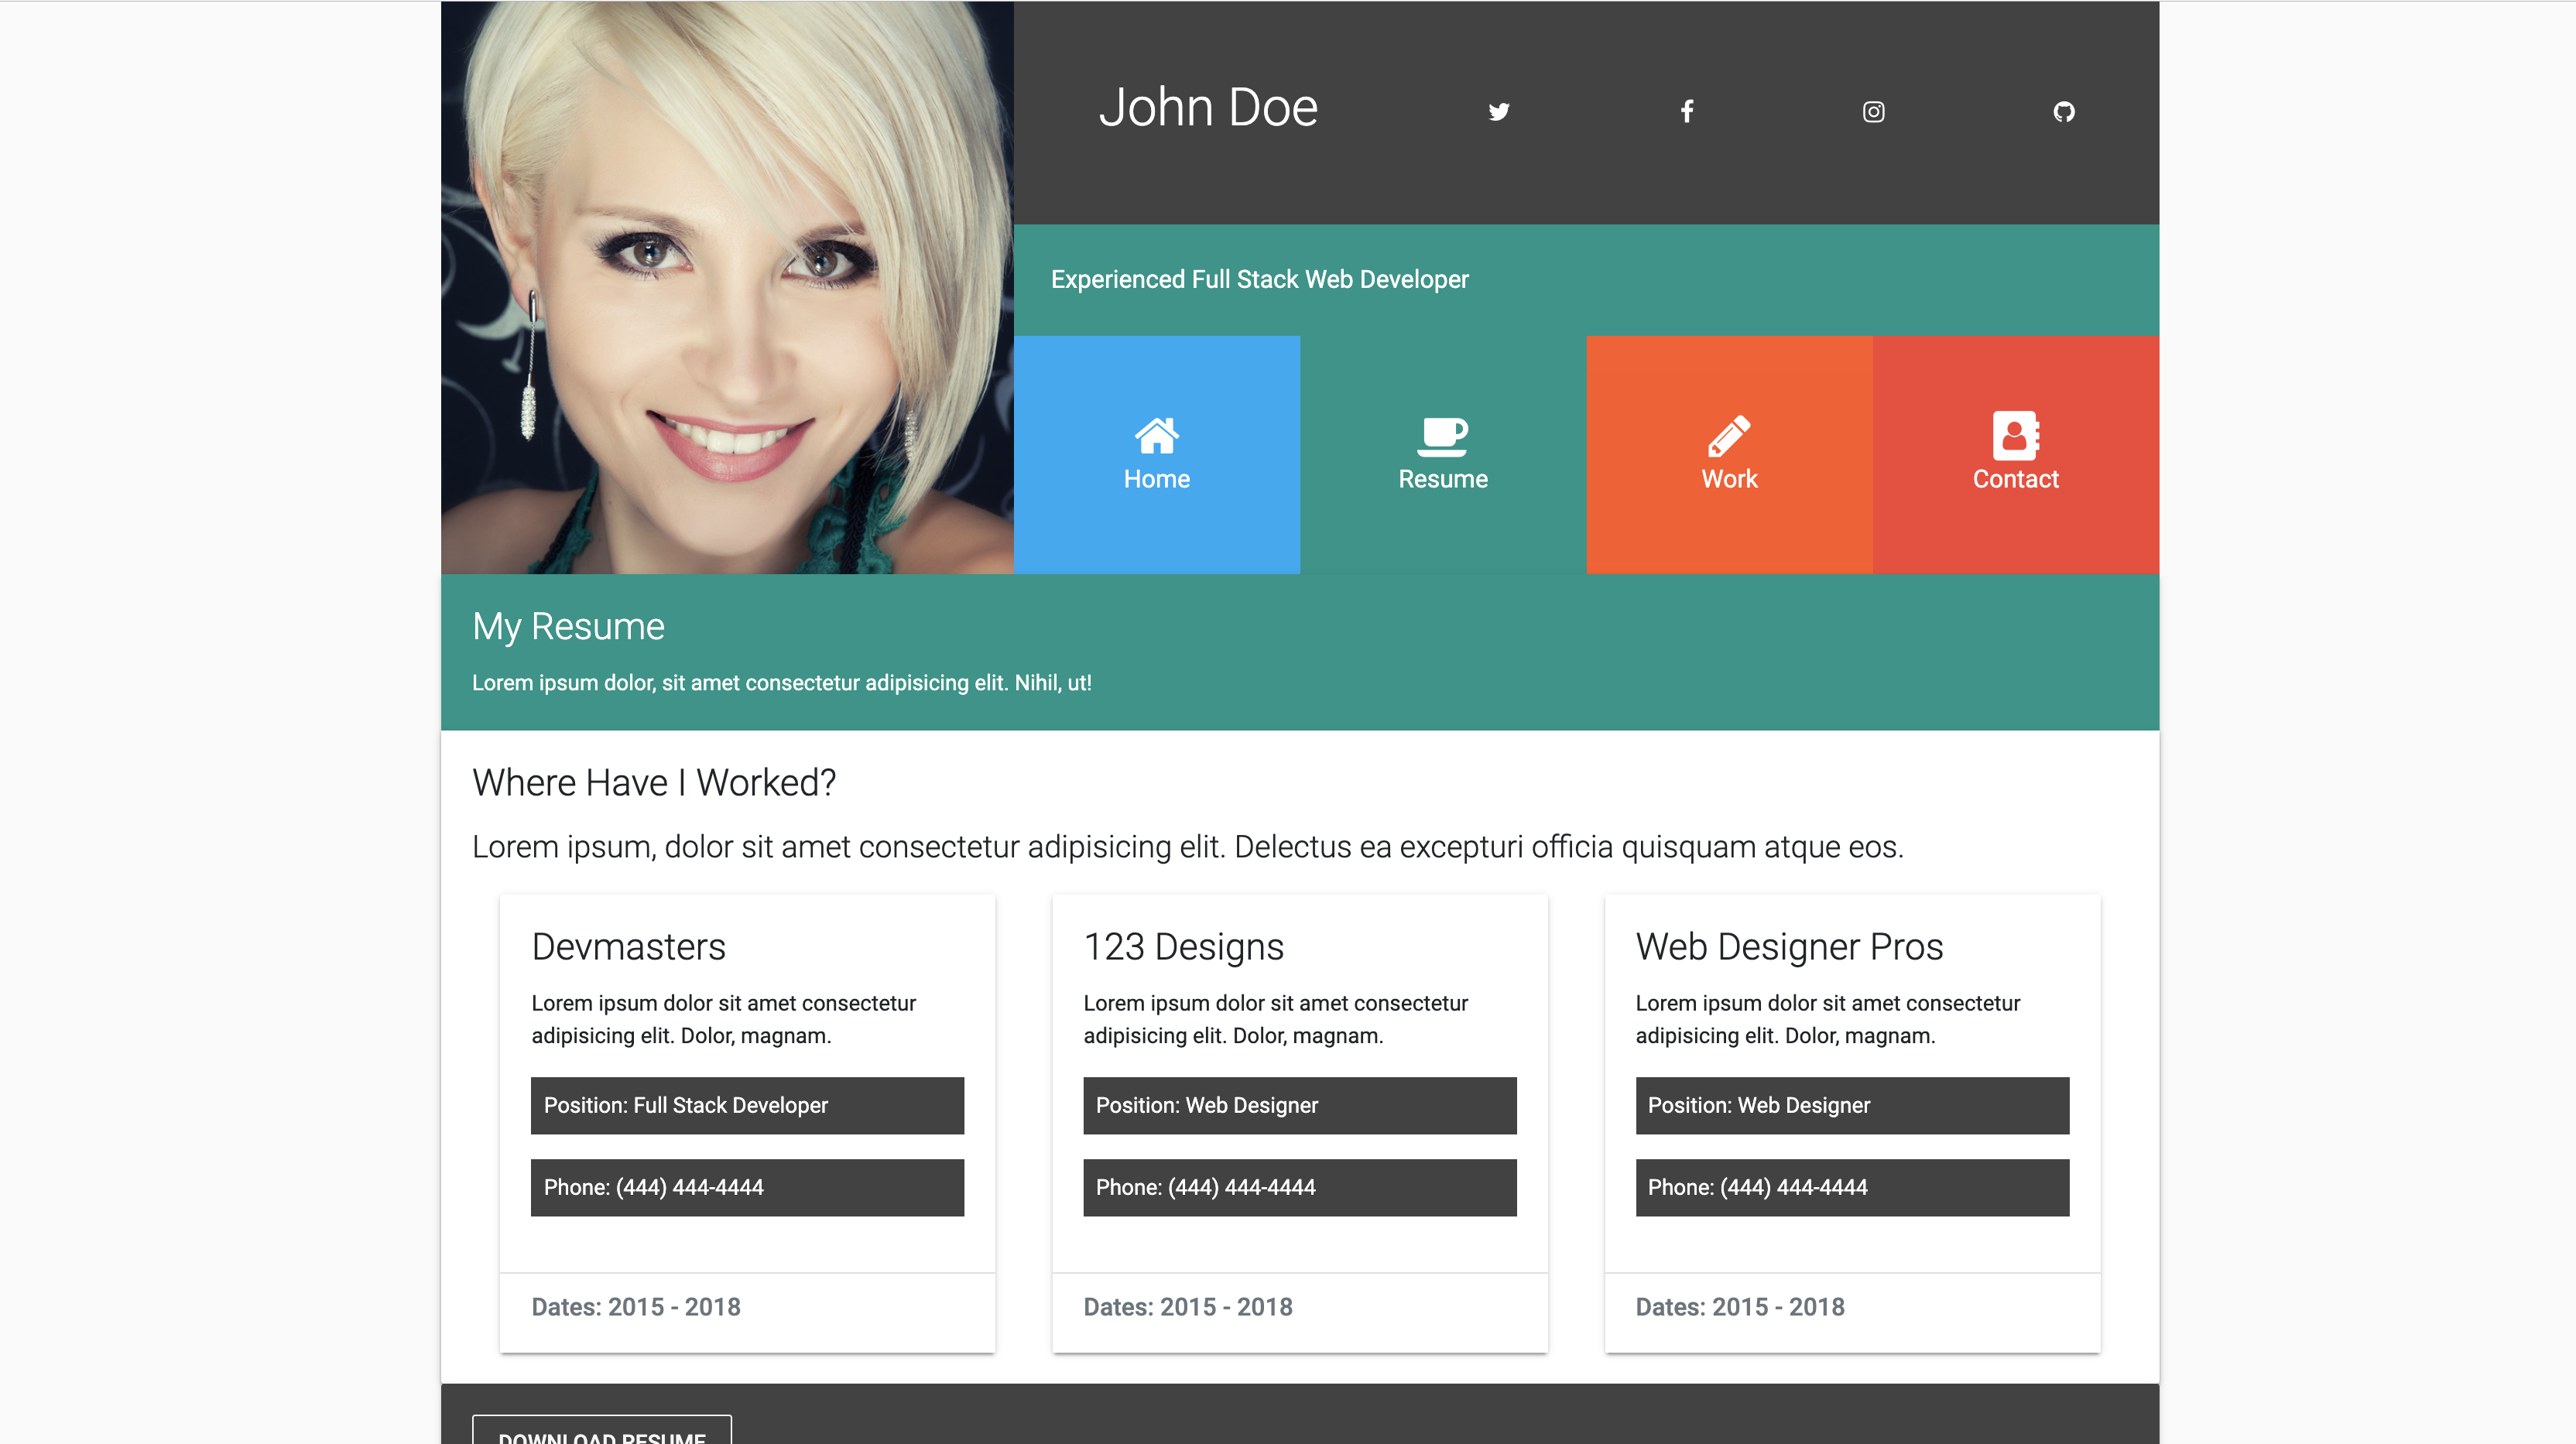 John Doe
Experienced Full Stack Web Developer
Home
Resume
Work
Contact
My Resume
Lorem ipsum dolor, sit amet consectetur adipisicing elit. Nihil, ut!
Where Have I Worked?
Lorem ipsum, dolor sit amet consectetur adipisicing elit. Delectus ea excepturi officia quisquam atque eos.
Devmasters
Lorem ipsum dolor sit amet consectetur
adipisicing elit. Dolor, magnam.
Position: Full Stack Developer
Phone: (444) 444-4444
Dates: 2015 - 2018
123 Designs
Lorem ipsum dolor sit amet consectetur
adipisicing elit. Dolor, magnam.
Position: Web Designer
Phone: (444) 444-4444
Dates: 2015 - 2018
Web Designer Pros
Lorem ipsum dolor sit amet consectetur
adipisicing elit. Dolor, magnam.
Position: Web Designer
Phone: (444) 444-4444
Dates: 2015 - 2018
DOWNLOAD RESUME